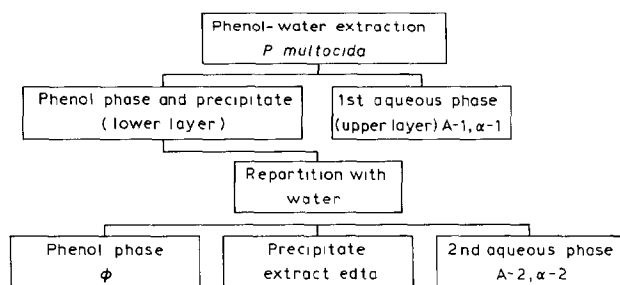 Phenol-water extraction
P multocida
Phenol phase and precipitate
(lower layer)
1st aqueous phase
(upper layer) A-1, α-1
Repartition with
water
Phenol phase
ϕ
Precipitate
extract edta
2nd aqueous phase
A-2, α-2